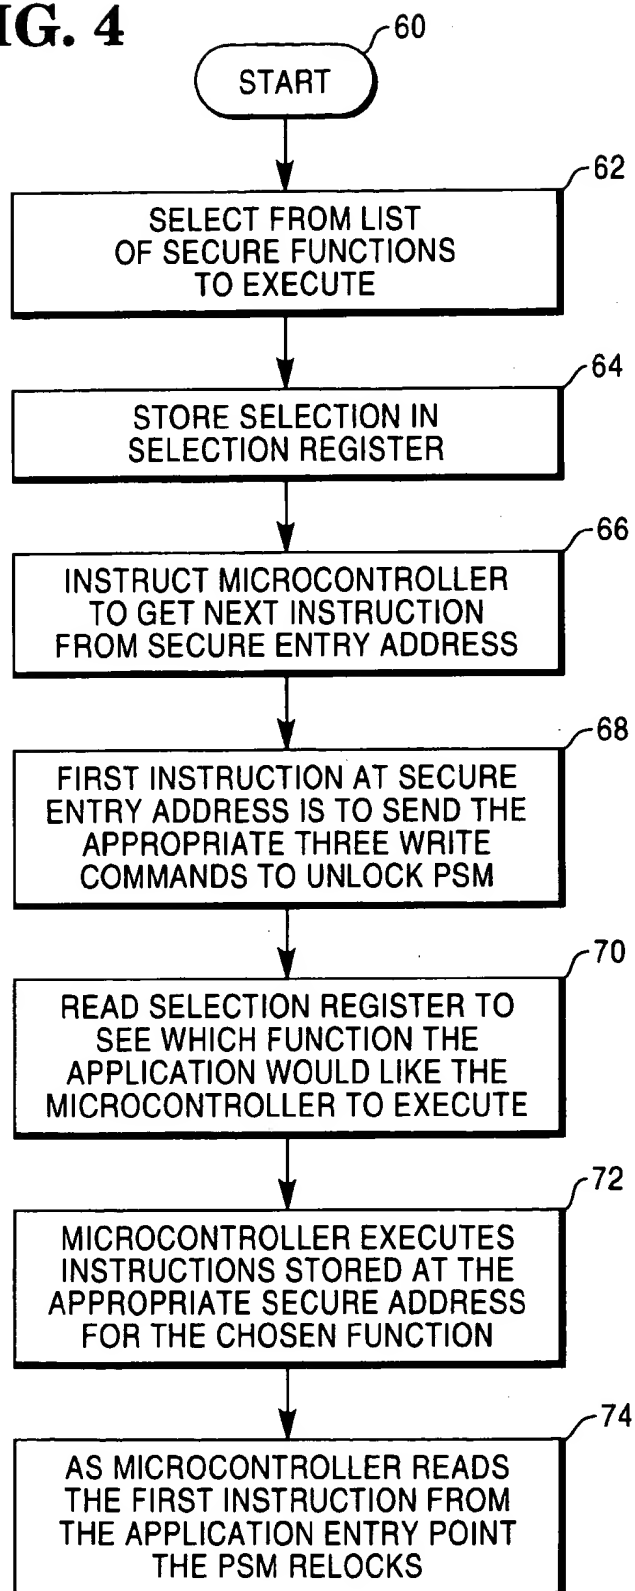 IG. 4
60
START
62
SELECT FROM LIST
OF SECURE FUNCTIONS
TO EXECUTE
64
STORE SELECTION IN
SELECTION REGISTER
66
INSTRUCT MICROCONTROLLER
TO GET NEXT INSTRUCTION
FROM SECURE ENTRY ADDRESS
68
FIRST INSTRUCTION AT SECURE
ENTRY ADDRESS IS TO SEND THE
APPROPRIATE THREE WRITE
COMMANDS TO UNLOCK PSM
70
READ SELECTION REGISTER TO
SEE WHICH FUNCTION THE
APPLICATION WOULD LIKE THE
MICROCONTROLLER TO EXECUTE
72
MICROCONTROLLER EXECUTES
INSTRUCTIONS STORED AT THE
APPROPRIATE SECURE ADDRESS
FOR THE CHOSEN FUNCTION
74
AS MICROCONTROLLER READS
THE FIRST INSTRUCTION FROM
THE APPLICATION ENTRY POINT
THE PSM RELOCKS